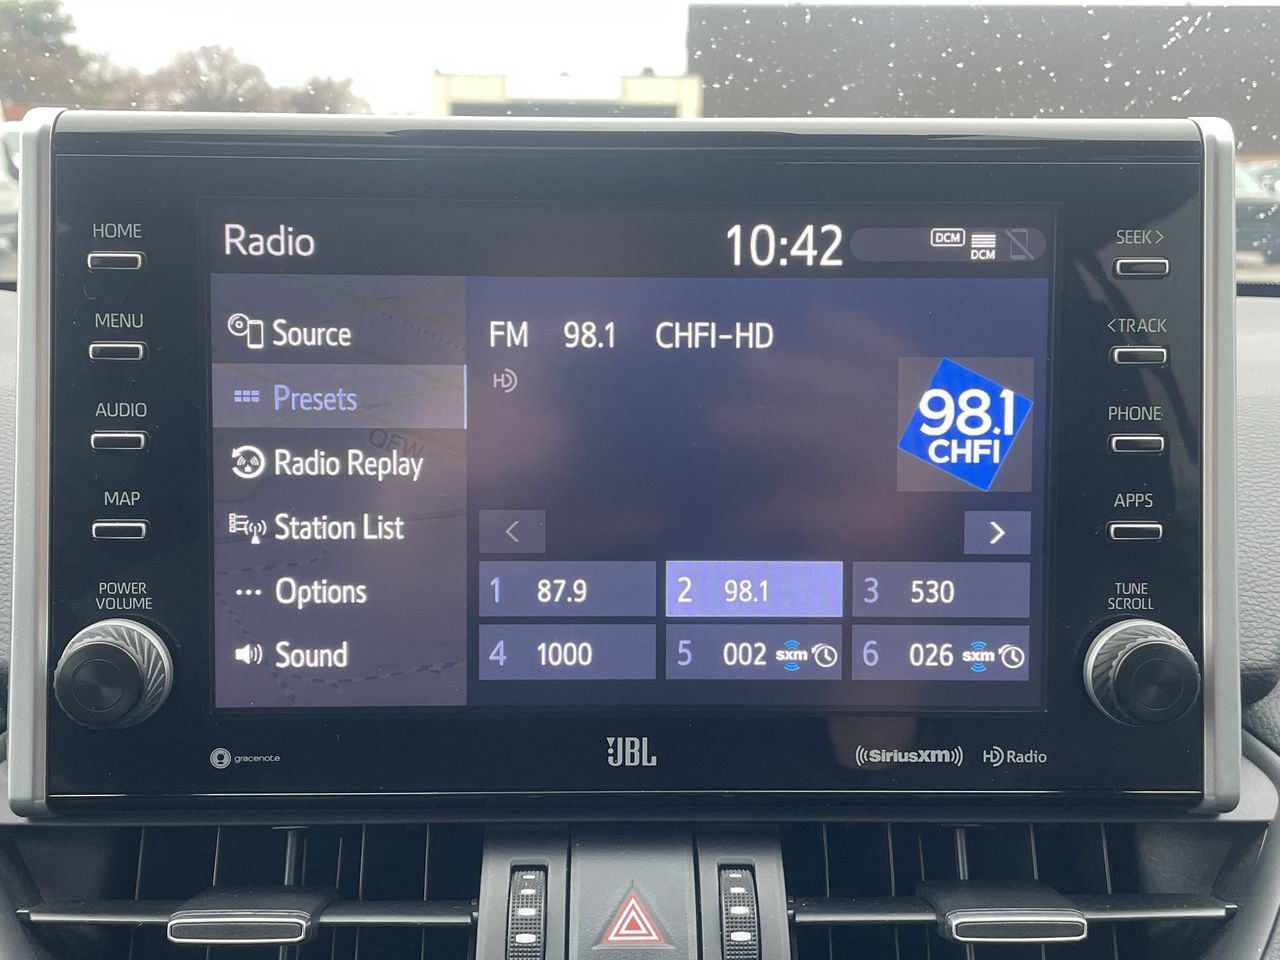 HOME
MENU
AUDIO
MAP
POWER
VOLUME
Radio
10:42
DCM
DCM
Source
Presets
QEW
Radio Replay
Station List
Options
Sound
FM 98.1 CHFI-HD
HD
98.1
CHFI
<
>
1 87.9
2 98.1
3 530
4 1000
5 002 sxm
6 026 sxm
SEEK>
<TRACK
PHONE
APPS
TUNE
SCROLL
gracenote
JBL
((SiriusXM))
HD Radio